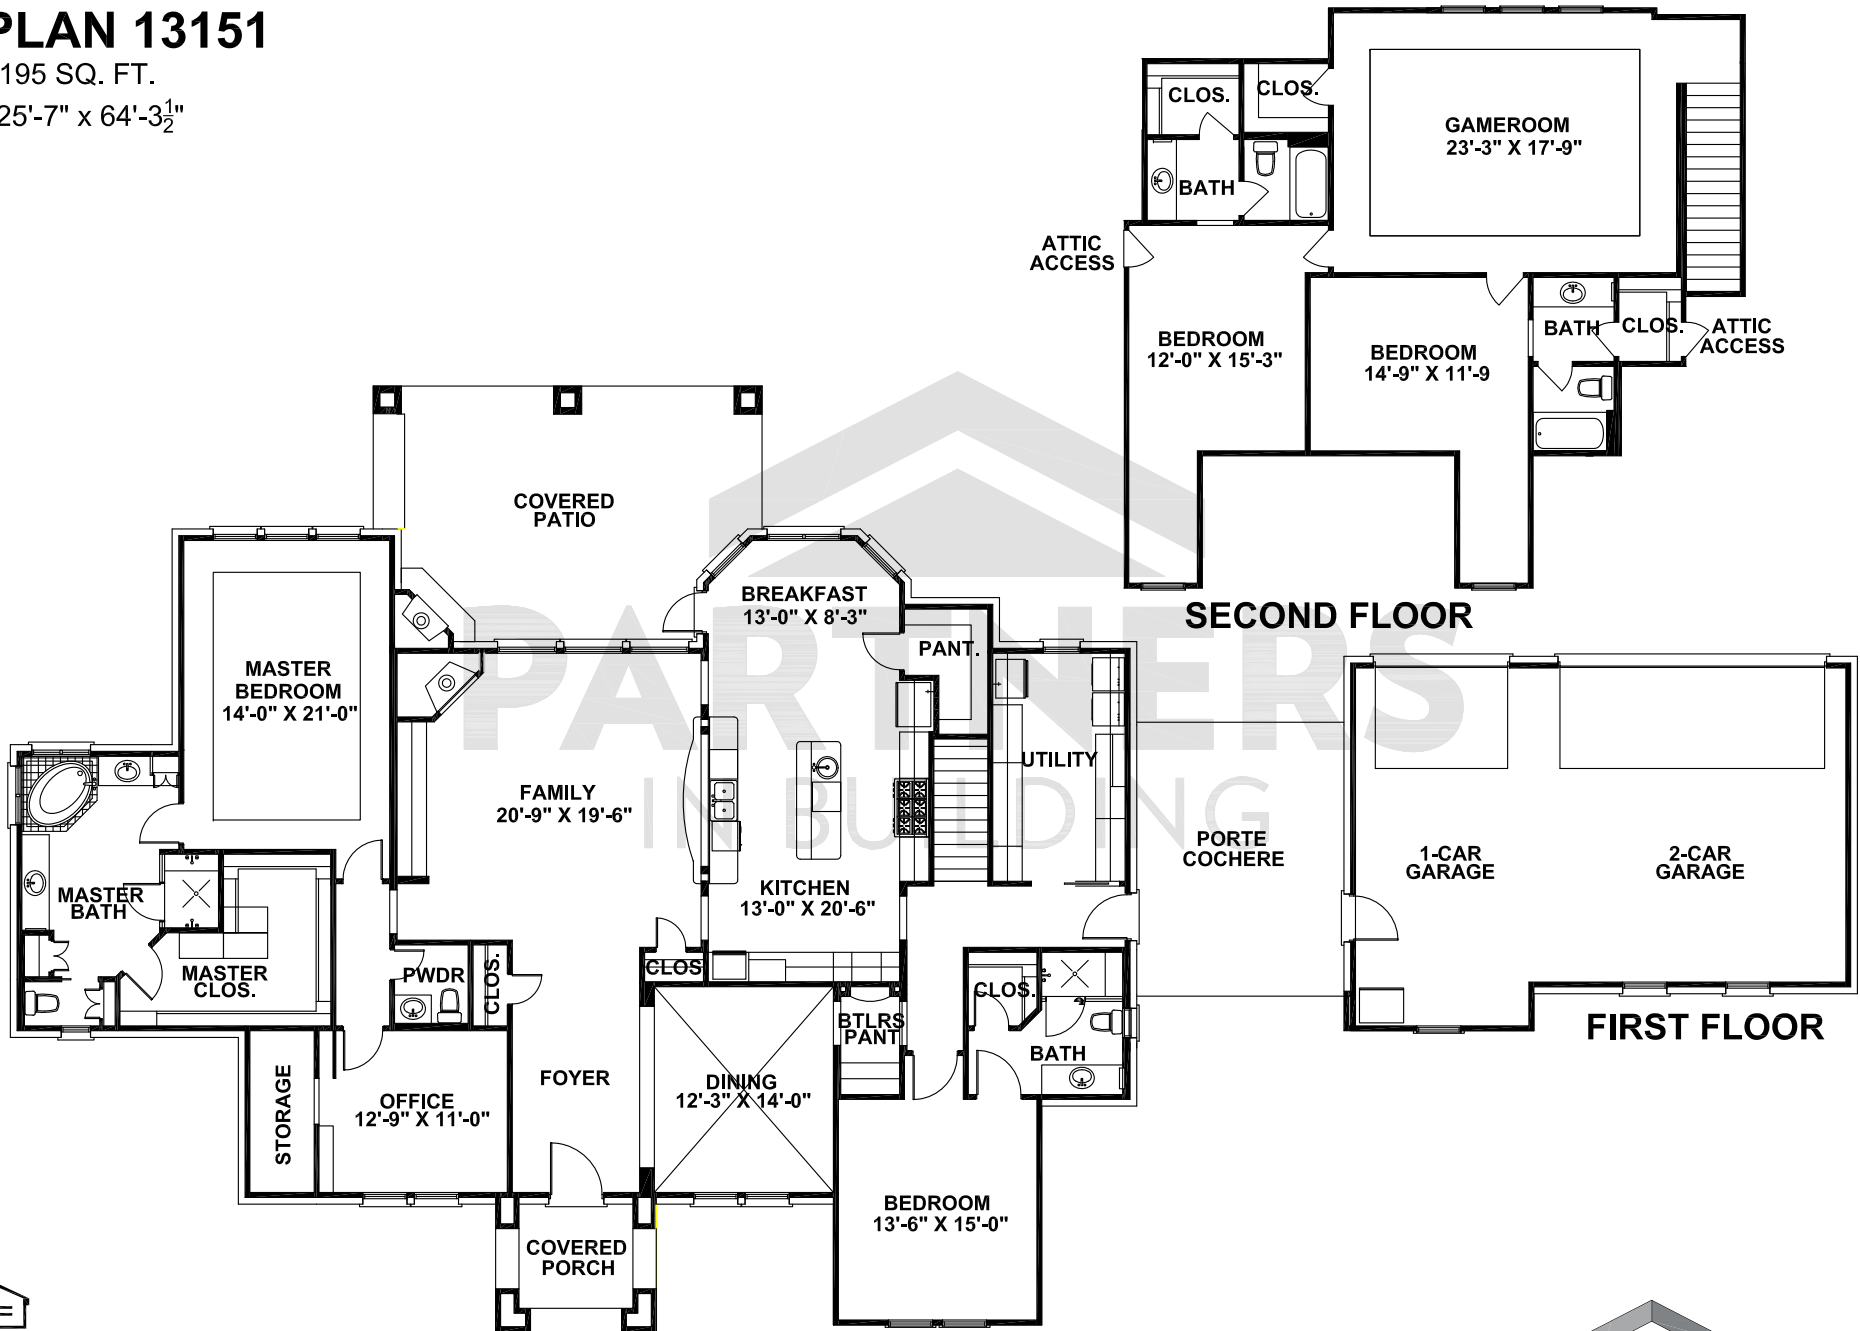 PLAN 13151
195 SQ. FT.
25'-7" x 64'-3½"
CLOS.
CLOS.
GAMEROOM
23'-3" X 17'-9"
BATH
ATTIC
ACCESS
BEDROOM
12'-0" X 15'-3"
BEDROOM
14'-9" X 11'-9
BATH
CLOS.
ATTIC
ACCESS
SECOND FLOOR
COVERED
PATIO
BREAKFAST
13'-0" X 8'-3"
PANT.
MASTER
BEDROOM
14'-0" X 21'-0"
PARTNERS
IN BUILDING
FAMILY
20'-9" X 19'-6"
UTILITY
KITCHEN
13'-0" X 20'-6"
PORTE
COCHERE
1-CAR
GARAGE
2-CAR
GARAGE
MASTER
BATH
MASTER
CLOS.
PWDR
CLOS.
CLOS
CLOS.
BTLRS
PANT
BATH
FIRST FLOOR
STORAGE
OFFICE
12'-9" X 11'-0"
FOYER
DINING
12'-3" X 14'-0"
BEDROOM
13'-6" X 15'-0"
COVERED
PORCH